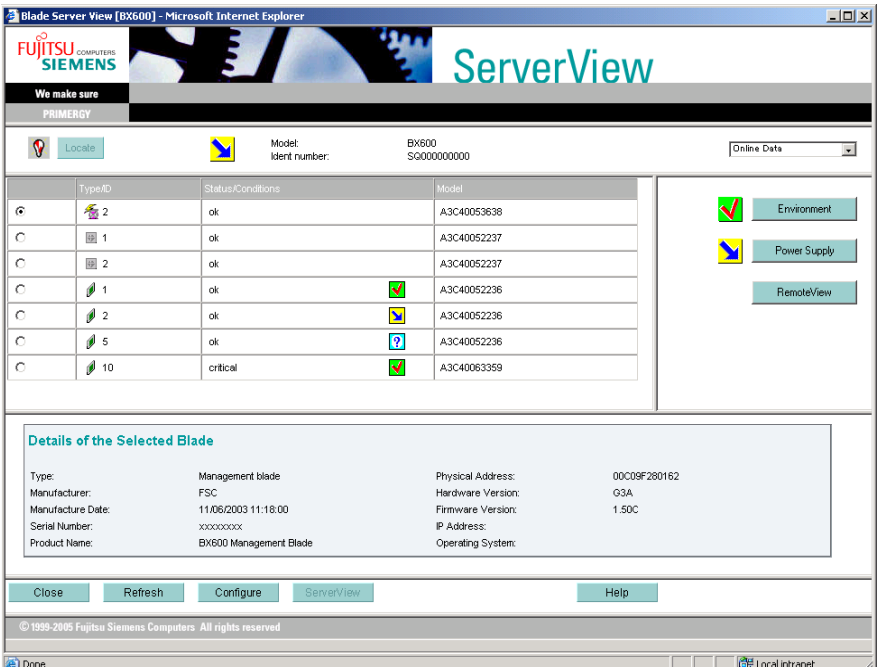 Blade Server View [BX600] - Microsoft Internet Explorer
FUJITSU COMPUTERS
SIEMENS
ServerView
We make sure
PRIMERGY
Locate
Model: BX600
Ident number: SQ000000000
Online Data
Type/ID Status/Conditions Model
2 ok A3C40053638
1 ok A3C40052237
2 ok A3C40052237
1 ok A3C40052236
2 ok A3C40052236
5 ok ? A3C40052236
10 critical A3C40063359
Environment
Power Supply
RemoteView
Details of the Selected Blade
Type: Management blade Physical Address: 00C09F280162
Manufacturer: FSC Hardware Version: G3A
Manufacture Date: 11/06/2003 11:18:00 Firmware Version: 1.50C
Serial Number: xxxxxxxx IP Address:
Product Name: BX600 Management Blade Operating System:
Close Refresh Configure ServerView Help
© 1999-2005 Fujitsu Siemens Computers All rights reserved
Done Local intranet